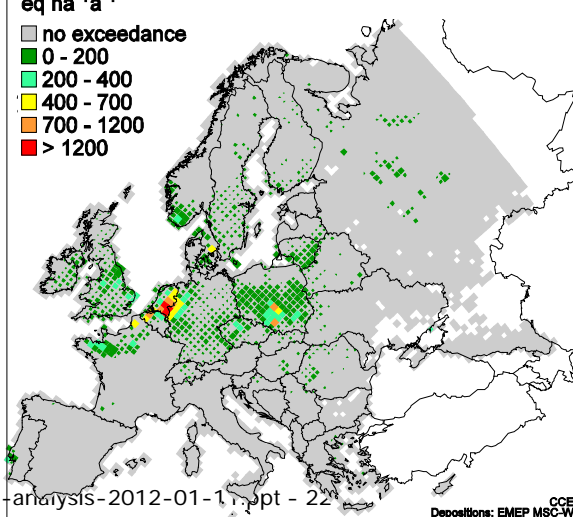 eq ha⁻¹a⁻¹
no exceedance
0 - 200
200 - 400
400 - 700
700 - 1200
> 1200
-analysis-2012-01-11.ppt - 22
CCE
Depositions: EMEP MSC-W